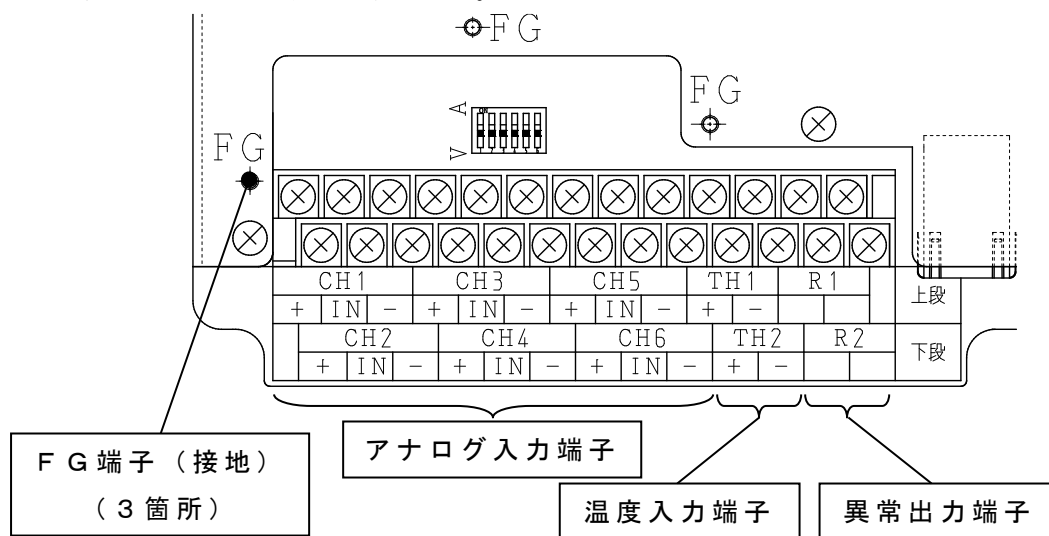 FG
FG
FG
A
ON
V
CH1 CH3 CH5 TH1 R1
+ IN − + IN − + IN − + −
上段
CH2 CH4 CH6 TH2 R2
+ IN − + IN − + IN − + −
下段
FG端子(接地)
(3箇所)
アナログ入力端子
温度入力端子
異常出力端子